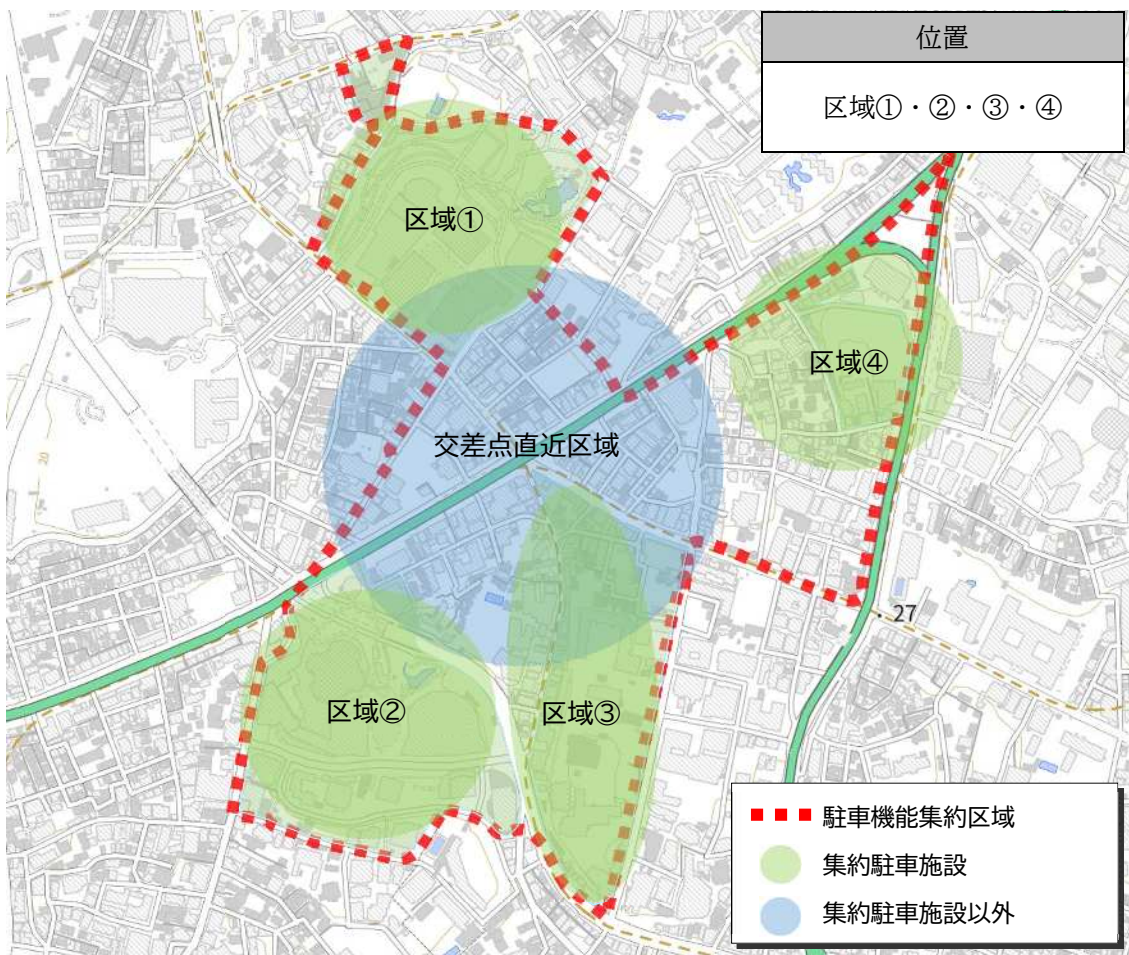 位置
区域①・②・③・④
区域①
区域④
交差点直近区域
27
20
区域②
区域③
駐車機能集約区域
集約駐車施設
集約駐車施設以外